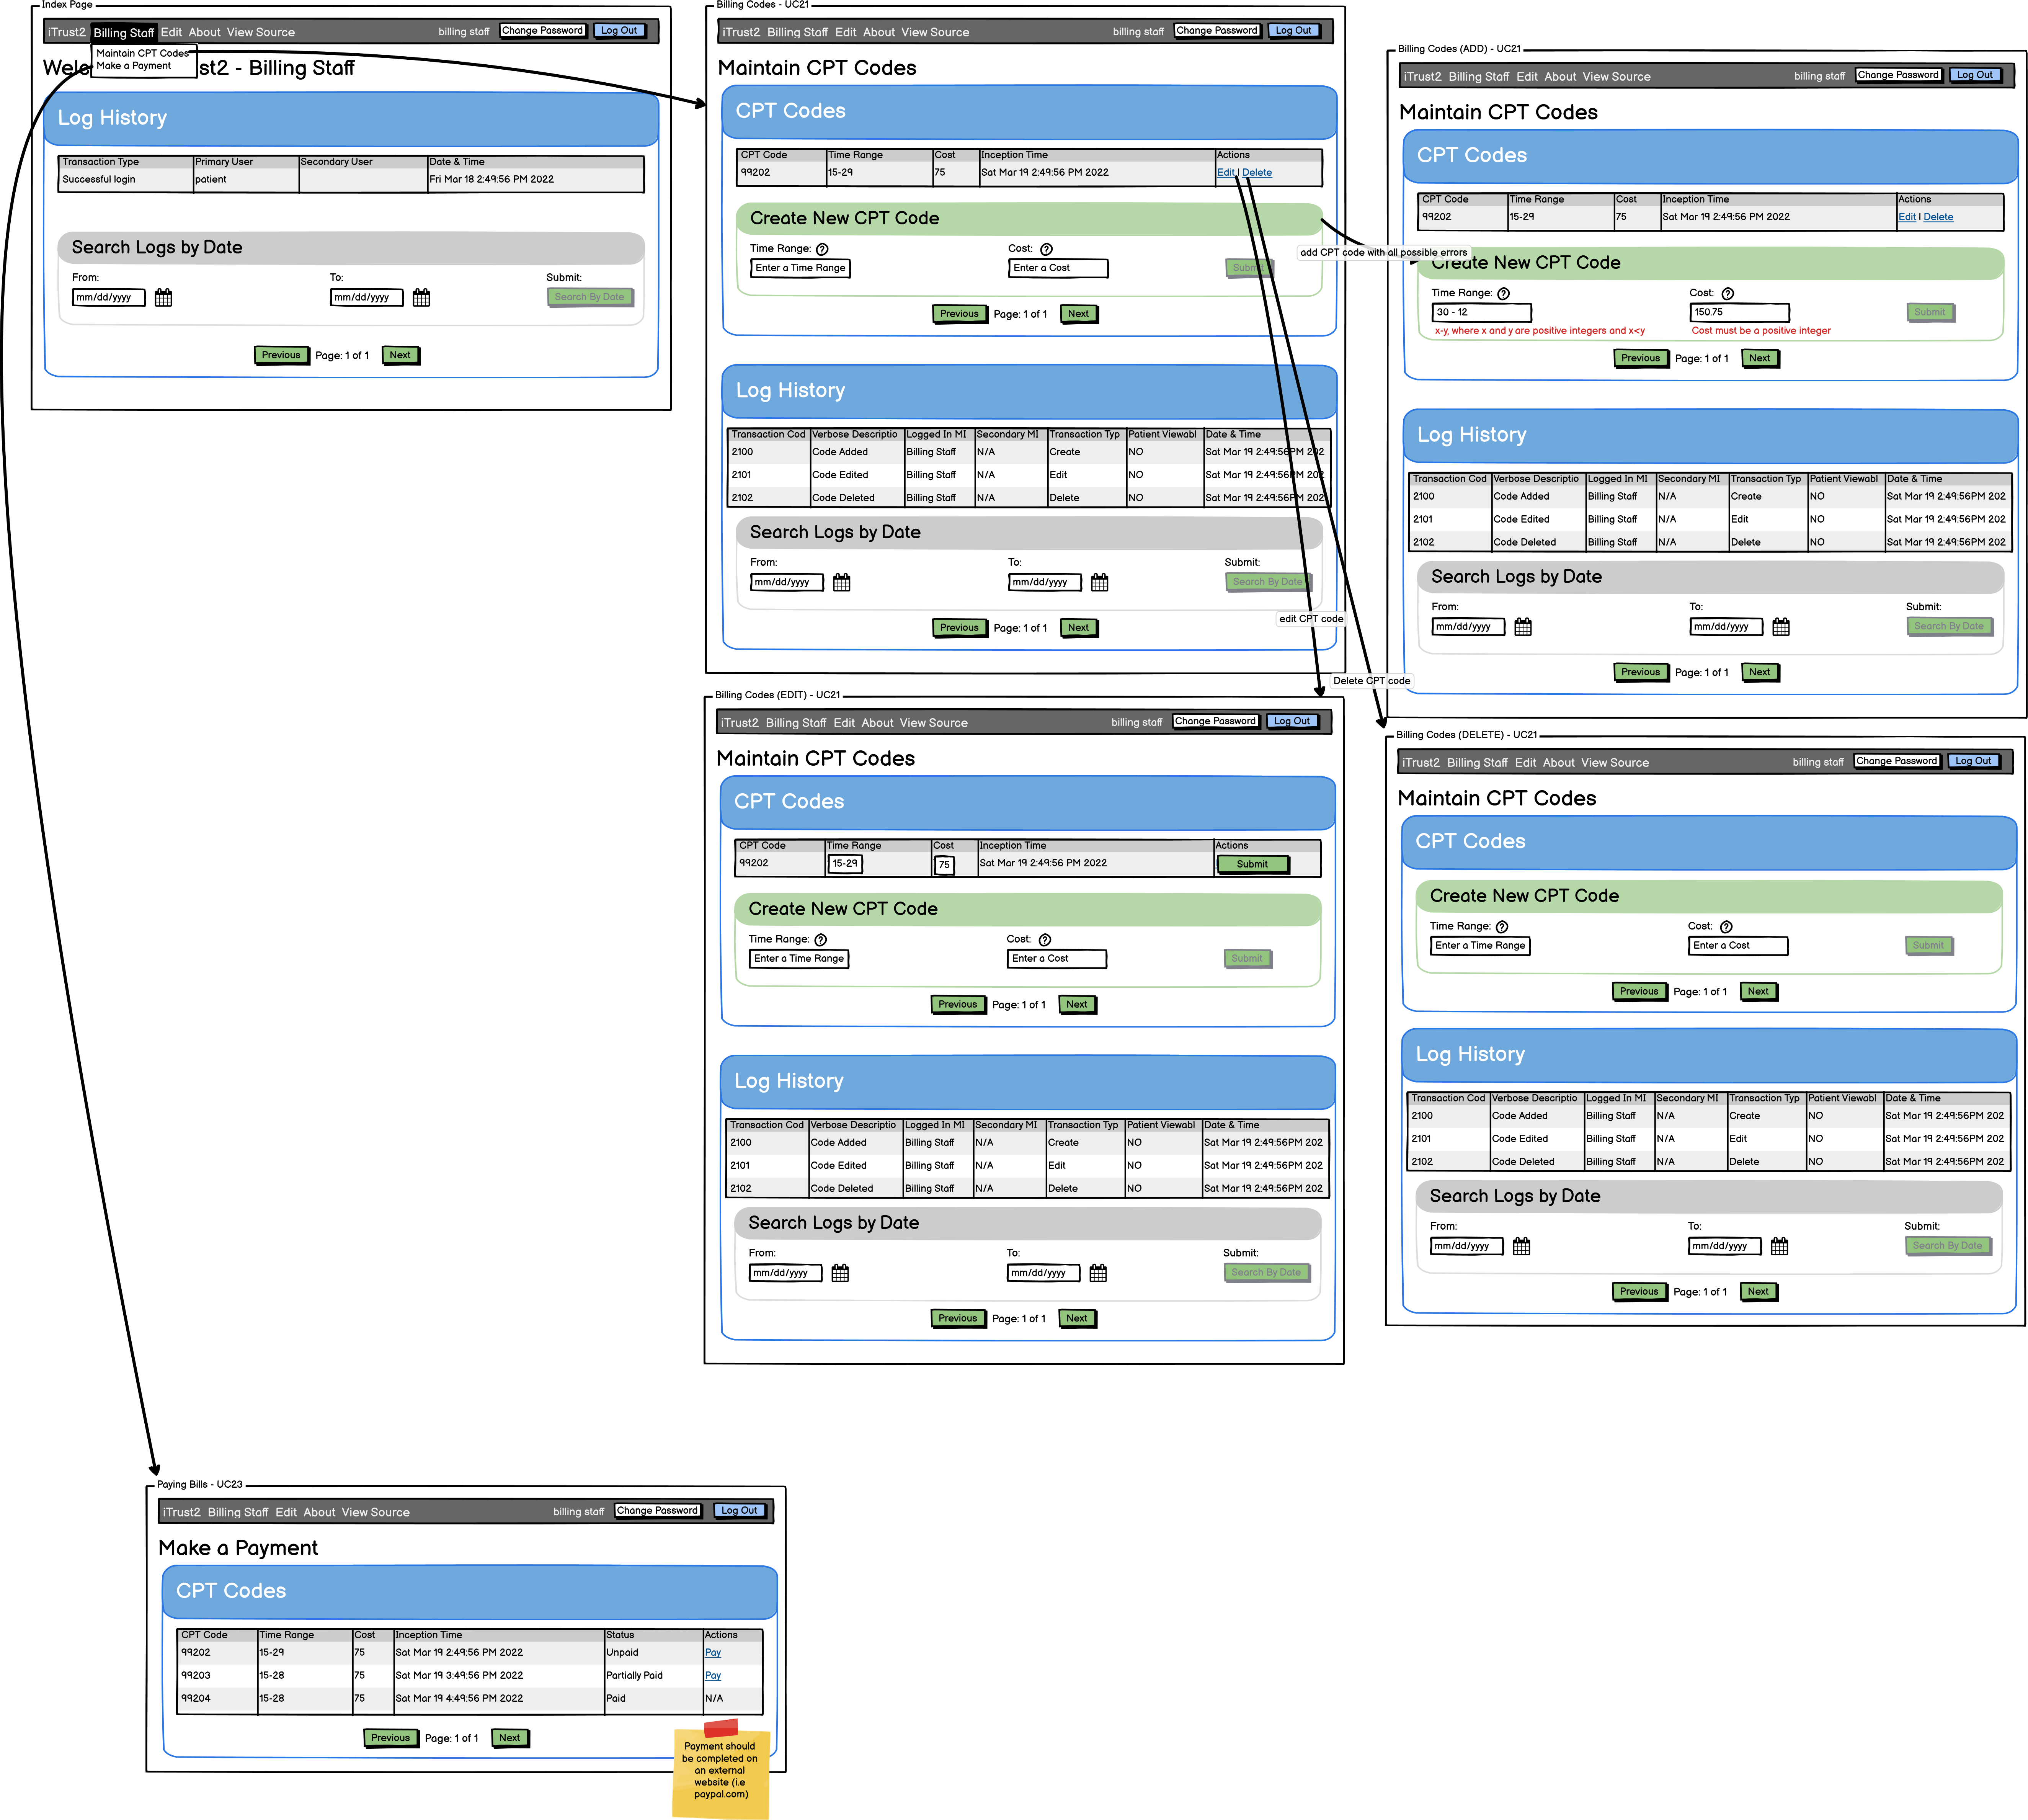 Index Page
iTrust2 Billing Staff Edit About View Source billing staff Change Password Log Out
Maintain CPT Codes
Make a Payment
Welc st2 - Billing Staff
Log History
Transaction Type Primary User Secondary User Date & Time
Successful login patient Fri Mar 18 2:49:56 PM 2022
Search Logs by Date
From: To: Submit:
mm/dd/yyyy mm/dd/yyyy Search By Date
Previous Page: 1 of 1 Next
Billing Codes - UC21
iTrust2 Billing Staff Edit About View Source billing staff Change Password Log Out
Maintain CPT Codes
CPT Codes
CPT Code Time Range Cost Inception Time Actions
99202 15-29 75 Sat Mar 19 2:49:56 PM 2022 Edit | Delete
Create New CPT Code
Time Range: ? Cost: ?
Enter a Time Range Enter a Cost Submit
Previous Page: 1 of 1 Next
Log History
Transaction Cod Verbose Descriptio Logged In MI Secondary MI Transaction Typ Patient Viewabl Date & Time
2100 Code Added Billing Staff N/A Create NO Sat Mar 19 2:49:56PM 202
2101 Code Edited Billing Staff N/A Edit NO Sat Mar 19 2:49:56PM 202
2102 Code Deleted Billing Staff N/A Delete NO Sat Mar 19 2:49:56PM 202
Search Logs by Date
From: To: Submit:
mm/dd/yyyy mm/dd/yyyy Search By Date
Previous Page: 1 of 1 Next
add CPT code with all possible errors
edit CPT code
Delete CPT code
Billing Codes (ADD) - UC21
iTrust2 Billing Staff Edit About View Source billing staff Change Password Log Out
Maintain CPT Codes
CPT Codes
CPT Code Time Range Cost Inception Time Actions
99202 15-29 75 Sat Mar 19 2:49:56 PM 2022 Edit | Delete
Create New CPT Code
Time Range: ? Cost: ?
30 - 12 150.75 Submit
x-y, where x and y are positive integers and x<y Cost must be a positive integer
Previous Page: 1 of 1 Next
Log History
Transaction Cod Verbose Descriptio Logged In MI Secondary MI Transaction Typ Patient Viewabl Date & Time
2100 Code Added Billing Staff N/A Create NO Sat Mar 19 2:49:56PM 202
2101 Code Edited Billing Staff N/A Edit NO Sat Mar 19 2:49:56PM 202
2102 Code Deleted Billing Staff N/A Delete NO Sat Mar 19 2:49:56PM 202
Search Logs by Date
From: To: Submit:
mm/dd/yyyy mm/dd/yyyy Search By Date
Previous Page: 1 of 1 Next
Billing Codes (EDIT) - UC21
iTrust2 Billing Staff Edit About View Source billing staff Change Password Log Out
Maintain CPT Codes
CPT Codes
CPT Code Time Range Cost Inception Time Actions
99202 15-29 75 Sat Mar 19 2:49:56 PM 2022 Submit
Create New CPT Code
Time Range: ? Cost: ?
Enter a Time Range Enter a Cost Submit
Previous Page: 1 of 1 Next
Log History
Transaction Cod Verbose Descriptio Logged In MI Secondary MI Transaction Typ Patient Viewabl Date & Time
2100 Code Added Billing Staff N/A Create NO Sat Mar 19 2:49:56PM 202
2101 Code Edited Billing Staff N/A Edit NO Sat Mar 19 2:49:56PM 202
2102 Code Deleted Billing Staff N/A Delete NO Sat Mar 19 2:49:56PM 202
Search Logs by Date
From: To: Submit:
mm/dd/yyyy mm/dd/yyyy Search By Date
Previous Page: 1 of 1 Next
Billing Codes (DELETE) - UC21
iTrust2 Billing Staff Edit About View Source billing staff Change Password Log Out
Maintain CPT Codes
CPT Codes
Create New CPT Code
Time Range: ? Cost: ?
Enter a Time Range Enter a Cost Submit
Previous Page: 1 of 1 Next
Log History
Transaction Cod Verbose Descriptio Logged In MI Secondary MI Transaction Typ Patient Viewabl Date & Time
2100 Code Added Billing Staff N/A Create NO Sat Mar 19 2:49:56PM 202
2101 Code Edited Billing Staff N/A Edit NO Sat Mar 19 2:49:56PM 202
2102 Code Deleted Billing Staff N/A Delete NO Sat Mar 19 2:49:56PM 202
Search Logs by Date
From: To: Submit:
mm/dd/yyyy mm/dd/yyyy Search By Date
Previous Page: 1 of 1 Next
Paying Bills - UC23
iTrust2 Billing Staff Edit About View Source billing staff Change Password Log Out
Make a Payment
CPT Codes
CPT Code Time Range Cost Inception Time Status Actions
99202 15-29 75 Sat Mar 19 2:49:56 PM 2022 Unpaid Pay
99203 15-28 75 Sat Mar 19 3:49:56 PM 2022 Partially Paid Pay
99204 15-28 75 Sat Mar 19 4:49:56 PM 2022 Paid N/A
Previous Page: 1 of 1 Next
Payment should
be completed on
an external
website (i.e
paypal.com)